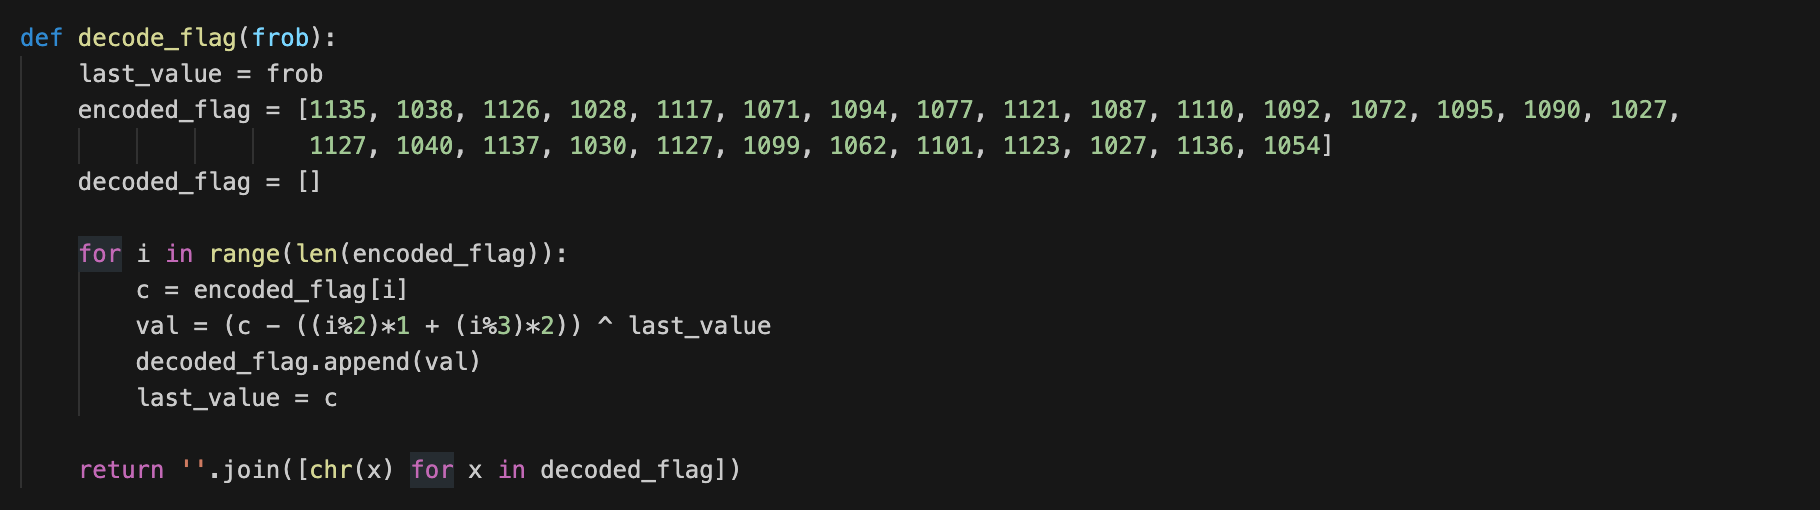 def decode_flag(frob):
    last_value = frob
    encoded_flag = [1135, 1038, 1126, 1028, 1117, 1071, 1094, 1077, 1121, 1087, 1110, 1092, 1072, 1095, 1090, 1027,
                    1127, 1040, 1137, 1030, 1127, 1099, 1062, 1101, 1123, 1027, 1136, 1054]
    decoded_flag = []

    for i in range(len(encoded_flag)):
        c = encoded_flag[i]
        val = (c - ((i%2)*1 + (i%3)*2)) ^ last_value
        decoded_flag.append(val)
        last_value = c

    return ''.join([chr(x) for x in decoded_flag])